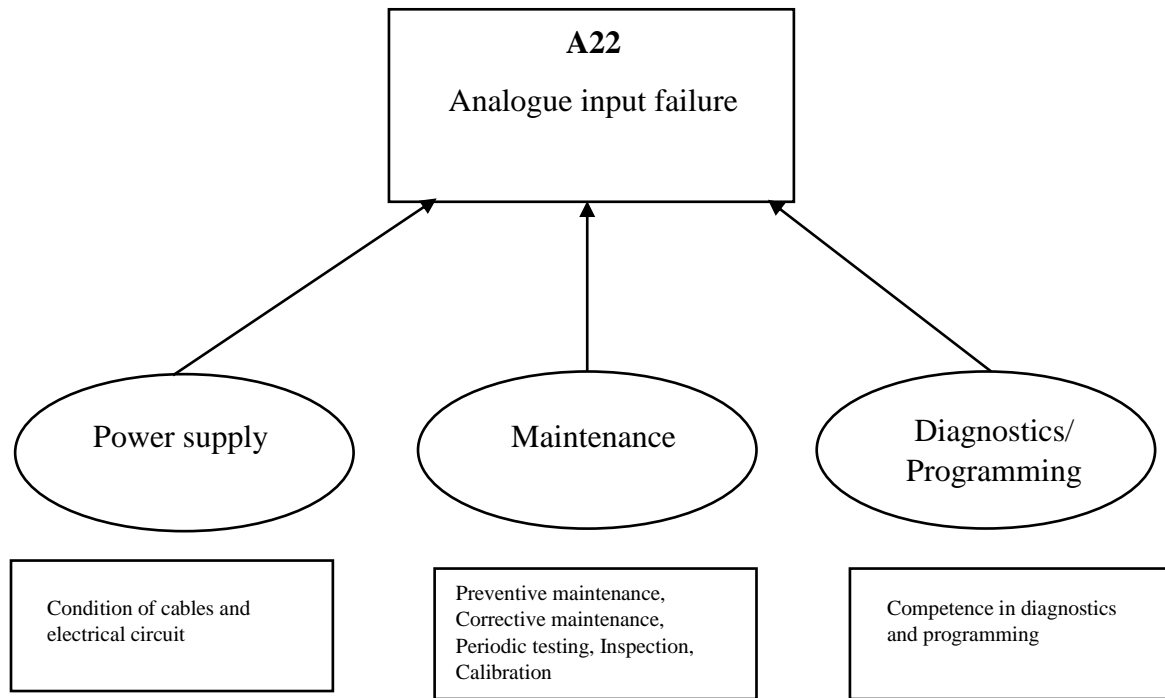 A22
Analogue input failure
Power supply
Maintenance
Diagnostics/
Programming
Condition of cables and
electrical circuit
Preventive maintenance,
Corrective maintenance,
Periodic testing, Inspection,
Calibration
Competence in diagnostics
and programming